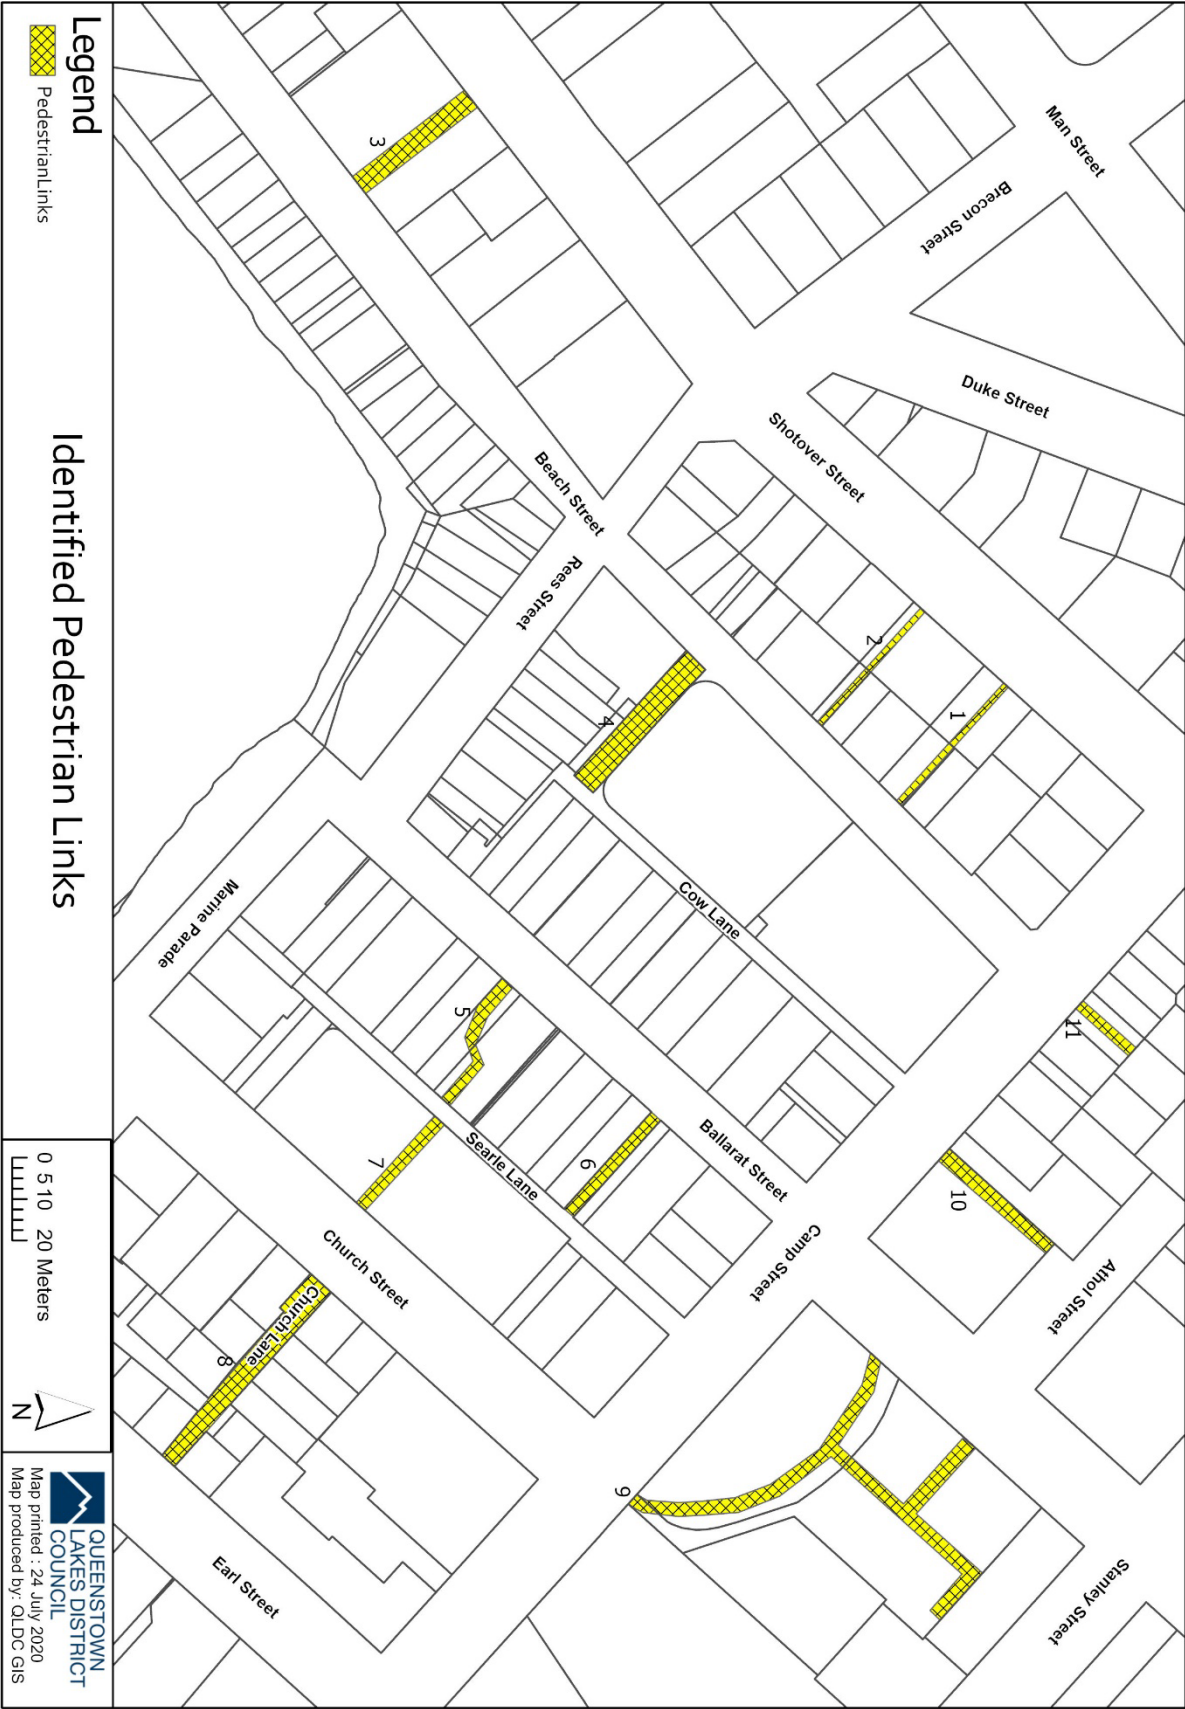 Man Street
Brecon Street
Duke Street
Shotover Street
Beach Street
Rees Street
Cow Lane
Marine Parade
Ballarat Street
Searle Lane
Camp Street
Church Street
Church Lane
Athol Street
Stanley Street
Earl Street
1
2
3
4
5
6
7
8
9
10
11
Legend
PedestrianLinks
Identified Pedestrian Links
0 5 10 20 Meters
N
QUEENSTOWN
LAKES DISTRICT
COUNCIL
Map printed : 24 July 2020
Map produced by: QLDC GIS